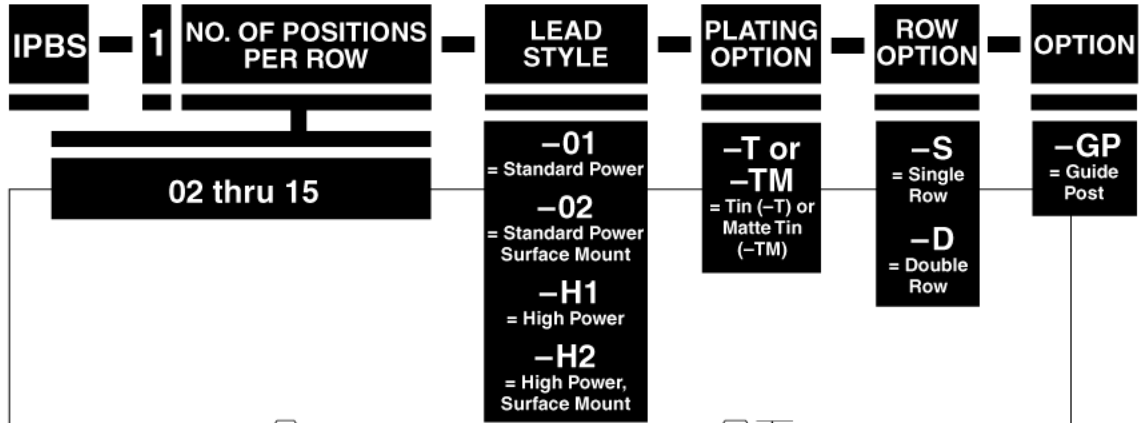 IPBS – 1 NO. OF POSITIONS PER ROW – LEAD STYLE – PLATING OPTION – ROW OPTION – OPTION
02 thru 15
–01
= Standard Power
–02
= Standard Power
Surface Mount
–H1
= High Power
–H2
= High Power,
Surface Mount
–T or
–TM
= Tin (–T) or
Matte Tin
(–TM)
–S
= Single
Row
–D
= Double
Row
–GP
= Guide
Post